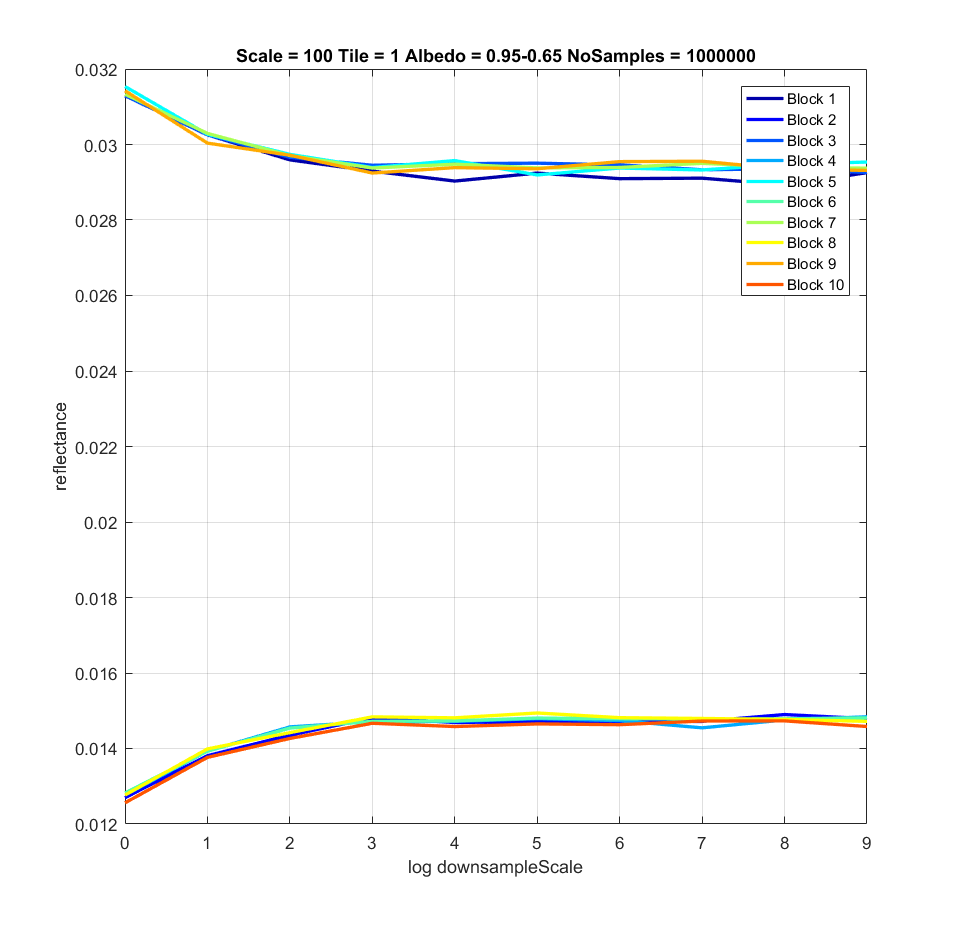 Scale = 100 Tile = 1 Albedo = 0.95-0.65 NoSamples = 1000000
0.032
0.03
0.028
0.026
0.024
0.022
0.02
0.018
0.016
0.014
0.012
reflectance
Block 1
Block 2
Block 3
Block 4
Block 5
Block 6
Block 7
Block 8
Block 9
Block 10
0 1 2 3 4 5 6 7 8 9
log downsampleScale